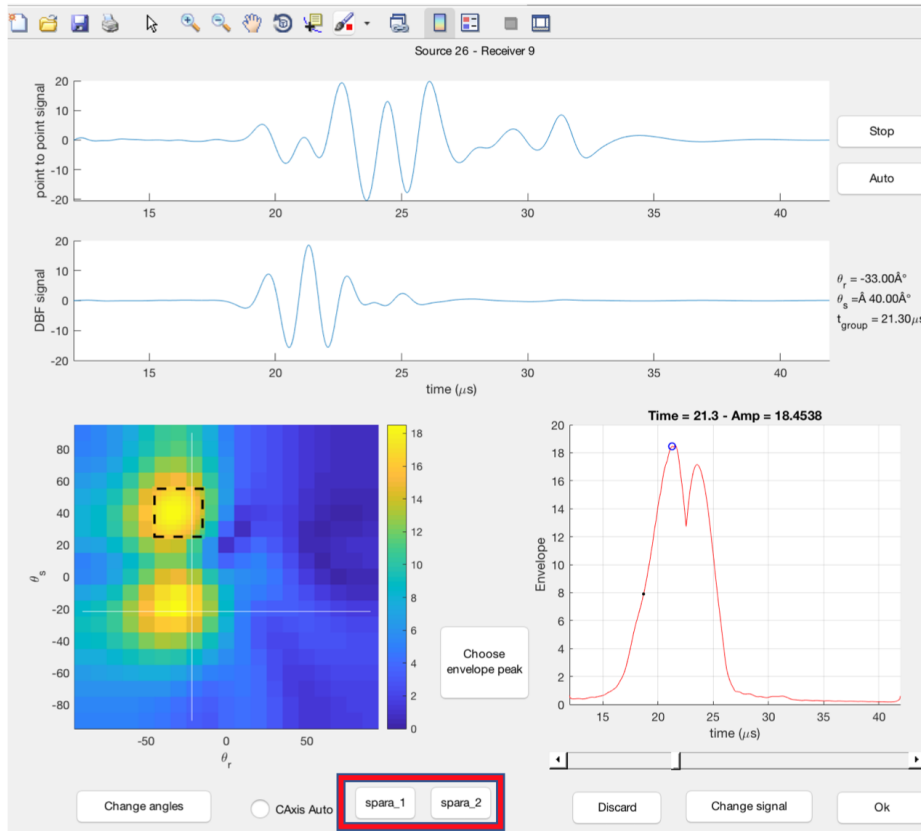 Source 26 - Receiver 9
point to point signal
20
10
0
-10
-20
15
20
25
30
35
40
Stop
Auto
DBF signal
20
10
0
-10
-20
15
20
25
30
35
40
time (μs)
θr = -33.00Â°
θs =Â 40.00Â°
tgroup = 21.30μs
θs
80
60
40
20
0
-20
-40
-60
-80
-50
0
50
θr
18
16
14
12
10
8
6
4
2
0
Choose
envelope peak
Time = 21.3 - Amp = 18.4538
Envelope
20
18
16
14
12
10
8
6
4
2
0
15
20
25
30
35
40
time (μs)
Change angles
CAxis Auto
spara_1
spara_2
Discard
Change signal
Ok